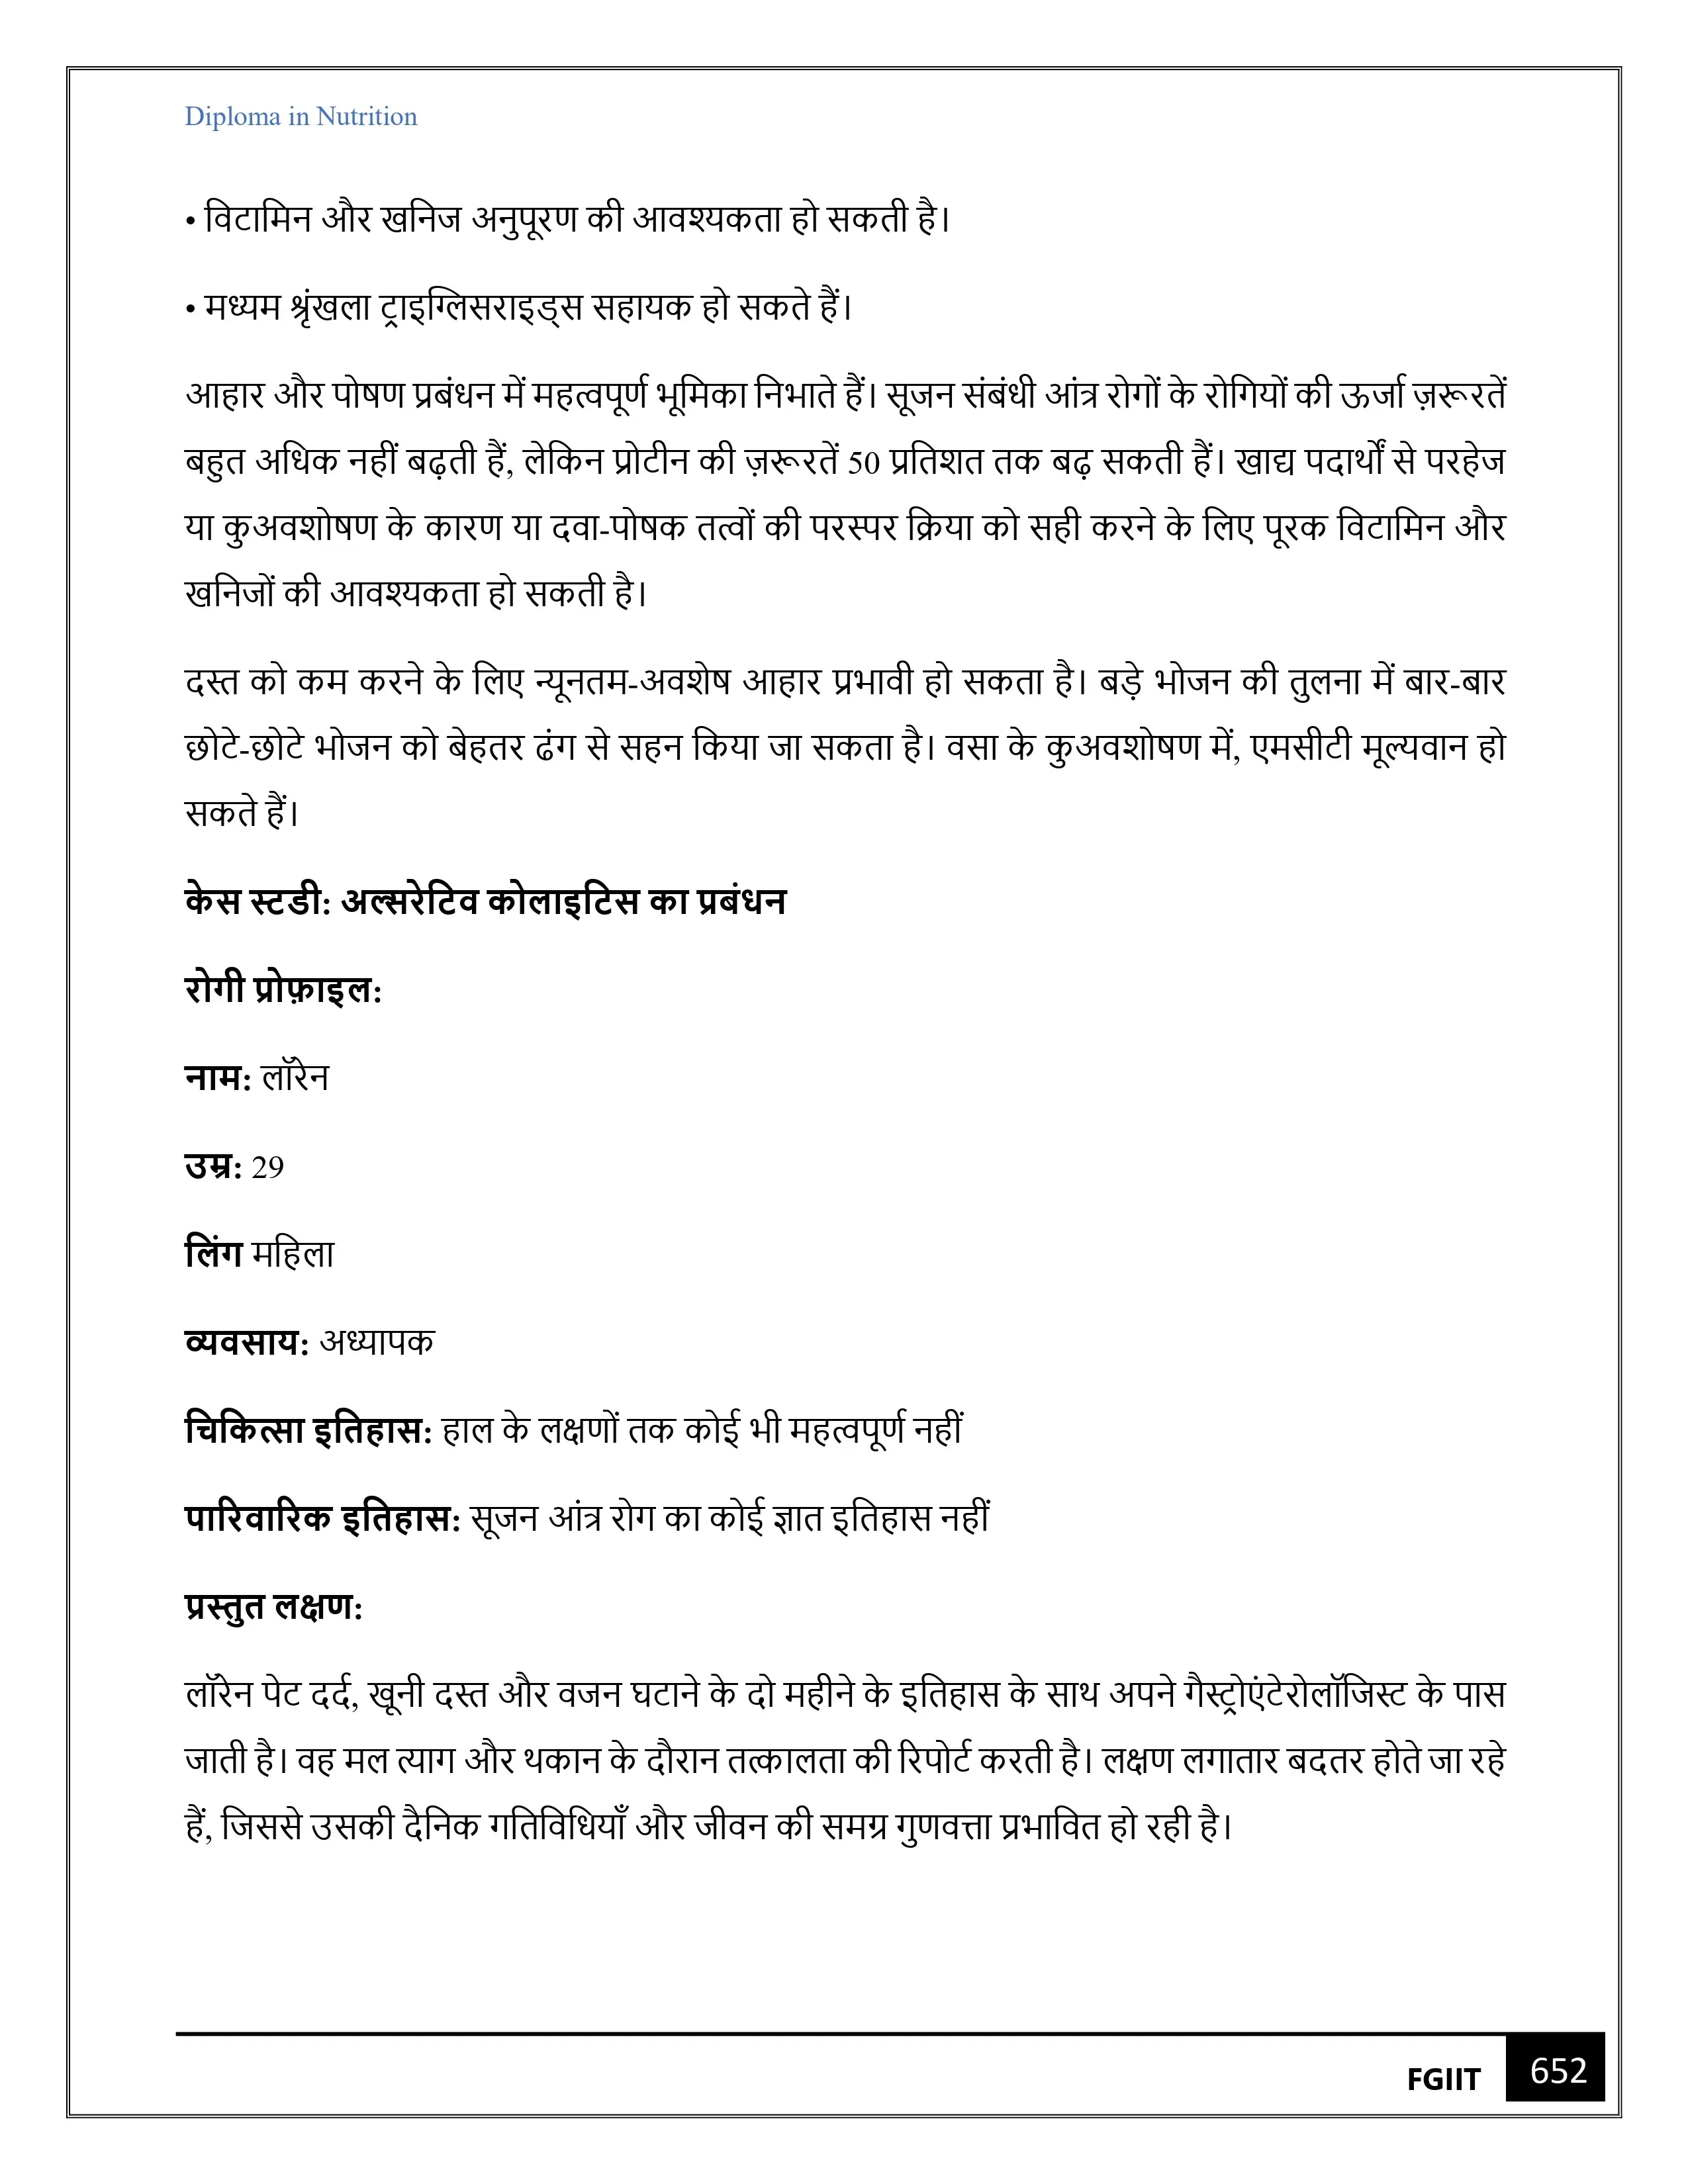 Diploma in Nutrition
• विटामिन और खनिज अनुपूरण की आवश्यकता हो सकती है।
• मध्यम श्रृंखला ट्राइग्लिसराइड्स सहायक हो सकते हैं।
आहार और पोषण प्रबंधन में महत्वपूर्ण भूमिका निभाते हैं। सूजन संबंधी आंत्र रोगों के रोगियों की ऊर्जा ज़रूरतें
बहुत अधिक नहीं बढ़ती हैं, लेकिन प्रोटीन की ज़रूरतें 50 प्रतिशत तक बढ़ सकती हैं। खाद्य पदार्थों से परहेज
या कुअवशोषण के कारण या दवा-पोषक तत्वों की परस्पर क्रिया को सही करने के लिए पूरक विटामिन और
खनिजों की आवश्यकता हो सकती है।
दस्त को कम करने के लिए न्यूनतम-अवशेष आहार प्रभावी हो सकता है। बड़े भोजन की तुलना में बार-बार
छोटे-छोटे भोजन को बेहतर ढंग से सहन किया जा सकता है। वसा के कुअवशोषण में, एमसीटी मूल्यवान हो
सकते हैं।
केस स्टडी: अल्सरेटिव कोलाइटिस का प्रबंधन
रोगी प्रोफ़ाइल:
नाम: लॉरेन
उम्र: 29
लिंग महिला
व्यवसाय: अध्यापक
चिकित्सा इतिहास: हाल के लक्षणों तक कोई भी महत्वपूर्ण नहीं
पारिवारिक इतिहास: सूजन आंत्र रोग का कोई ज्ञात इतिहास नहीं
प्रस्तुत लक्षण:
लॉरेन पेट दर्द, खूनी दस्त और वजन घटाने के दो महीने के इतिहास के साथ अपने गैस्ट्रोएंटेरोलॉजिस्ट के पास
जाती है। वह मल त्याग और थकान के दौरान तत्कालता की रिपोर्ट करती है। लक्षण लगातार बदतर होते जा रहे
हैं, जिससे उसकी दैनिक गतिविधियाँ और जीवन की समग्र गुणवत्ता प्रभावित हो रही है।
FGIIT 652